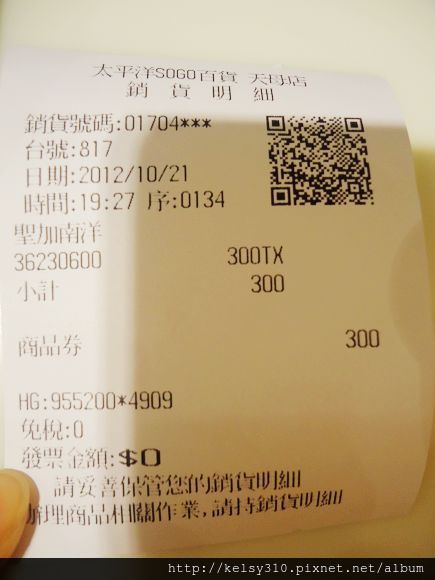 太平洋SOGO百貨 天母店
銷 貨 明 細
銷貨號碼:01704***
台號:817
日期:2012/10/21
時間:19:27 序:0134
聖加南洋
36230600 300TX
小計 300
商品券 300
HG:955200*4909
免稅:0
發票金額:$0
請妥善保管您的銷貨明細
辦理商品相關作業,請持銷貨明細
http://kelsy310.pixnet.net/album